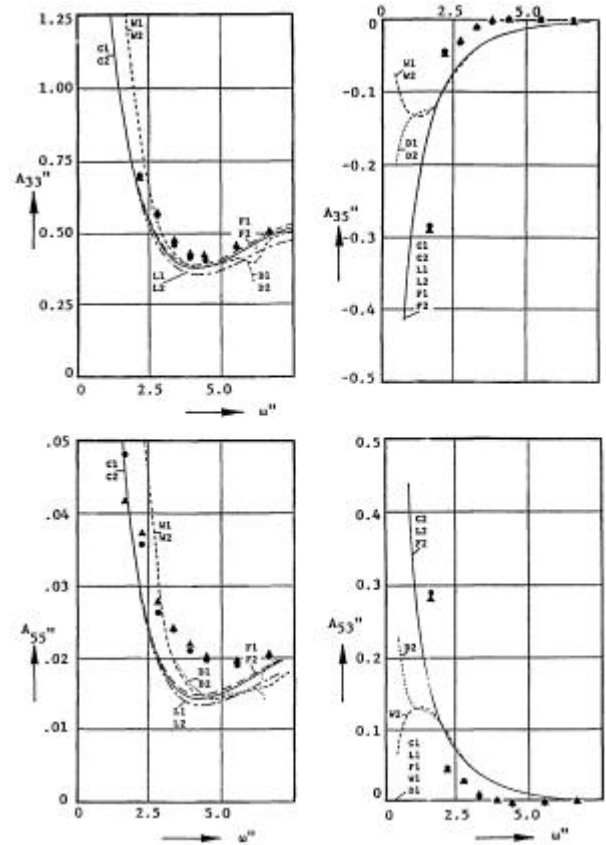 1.25
1.00
0.75
0.50
0.25
0
A33"
C1
C2
W1
W2
F1
F2
L1
L2
D1
D2
0 2.5 5.0
ω"
0 2.5 5.0
0
-0.1
-0.2
-0.3
-0.4
-0.5
A35"
W1
W2
D1
D2
C1
C2
L1
L2
F1
F2
ω"
.05
.04
.03
.02
.01
0
A55"
C1
C2
W1
W2
D1
D2
F1
F2
L1
L2
0 2.5 5.0
ω"
0.5
0.4
0.3
0.2
0.1
0
A53"
C2
L2
F2
D2
W2
C1
L1
F1
W1
D1
0 2.5 5.0
ω"